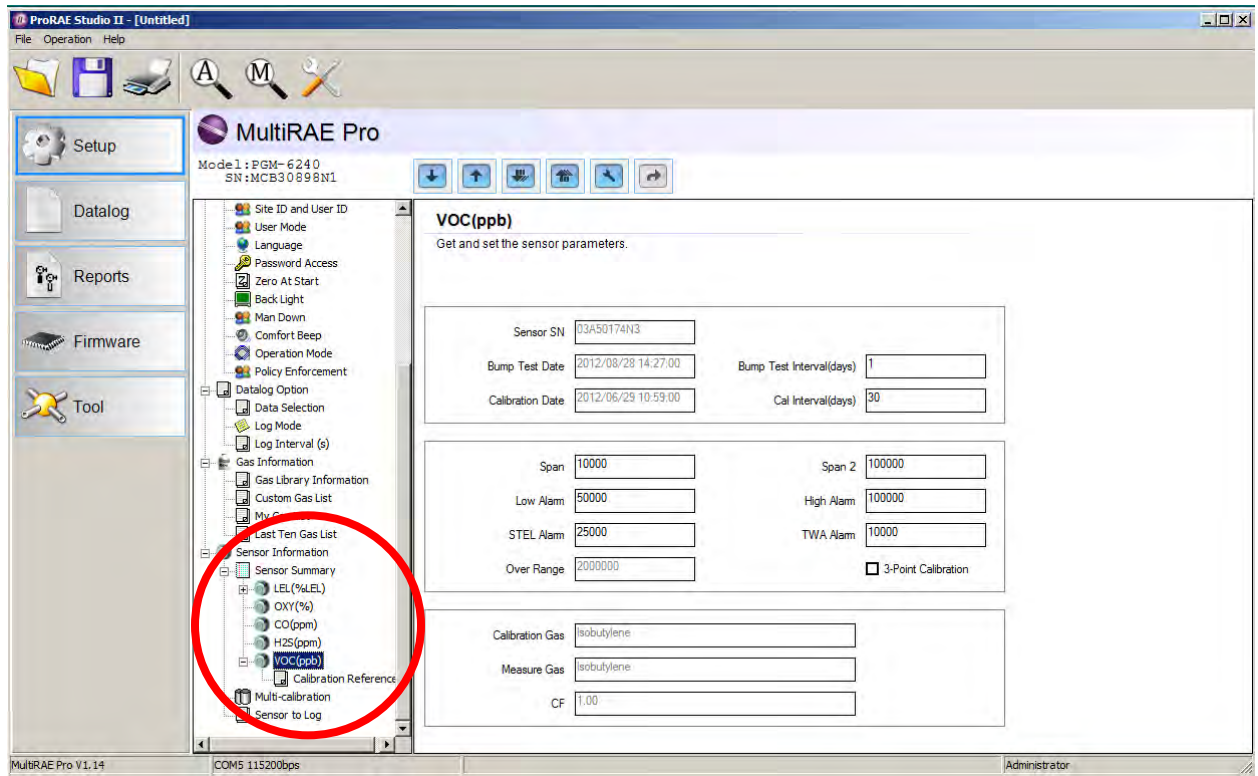 ProRAE Studio II - [Untitled]
File Operation Help
A M
MultiRAE Pro
Model:PGM-6240
SN:MCB30898N1
Setup
Datalog
Reports
Firmware
Tool
Site ID and User ID
User Mode
Language
Password Access
Zero At Start
Back Light
Man Down
Comfort Beep
Operation Mode
Policy Enforcement
Datalog Option
Data Selection
Log Mode
Log Interval (s)
Gas Information
Gas Library Information
Custom Gas List
My
Last Ten Gas List
Sensor Information
Sensor Summary
LEL(%LEL)
OXY(%)
CO(ppm)
H2S(ppm)
VOC(ppb)
Calibration Reference
Multi-calibration
Sensor to Log
VOC(ppb)
Get and set the sensor parameters.
Sensor SN 03A50174N3
Bump Test Date 2012/08/28 14:27:00 Bump Test Interval(days) 1
Calibration Date 2012/06/29 10:59:00 Cal Interval(days) 30
Span 10000 Span 2 100000
Low Alarm 50000 High Alarm 100000
STEL Alarm 25000 TWA Alarm 10000
Over Range 2000000 3-Point Calibration
Calibration Gas Isobutylene
Measure Gas Isobutylene
CF 1.00
MultiRAE Pro V1.14 COM5 115200bps Administrator